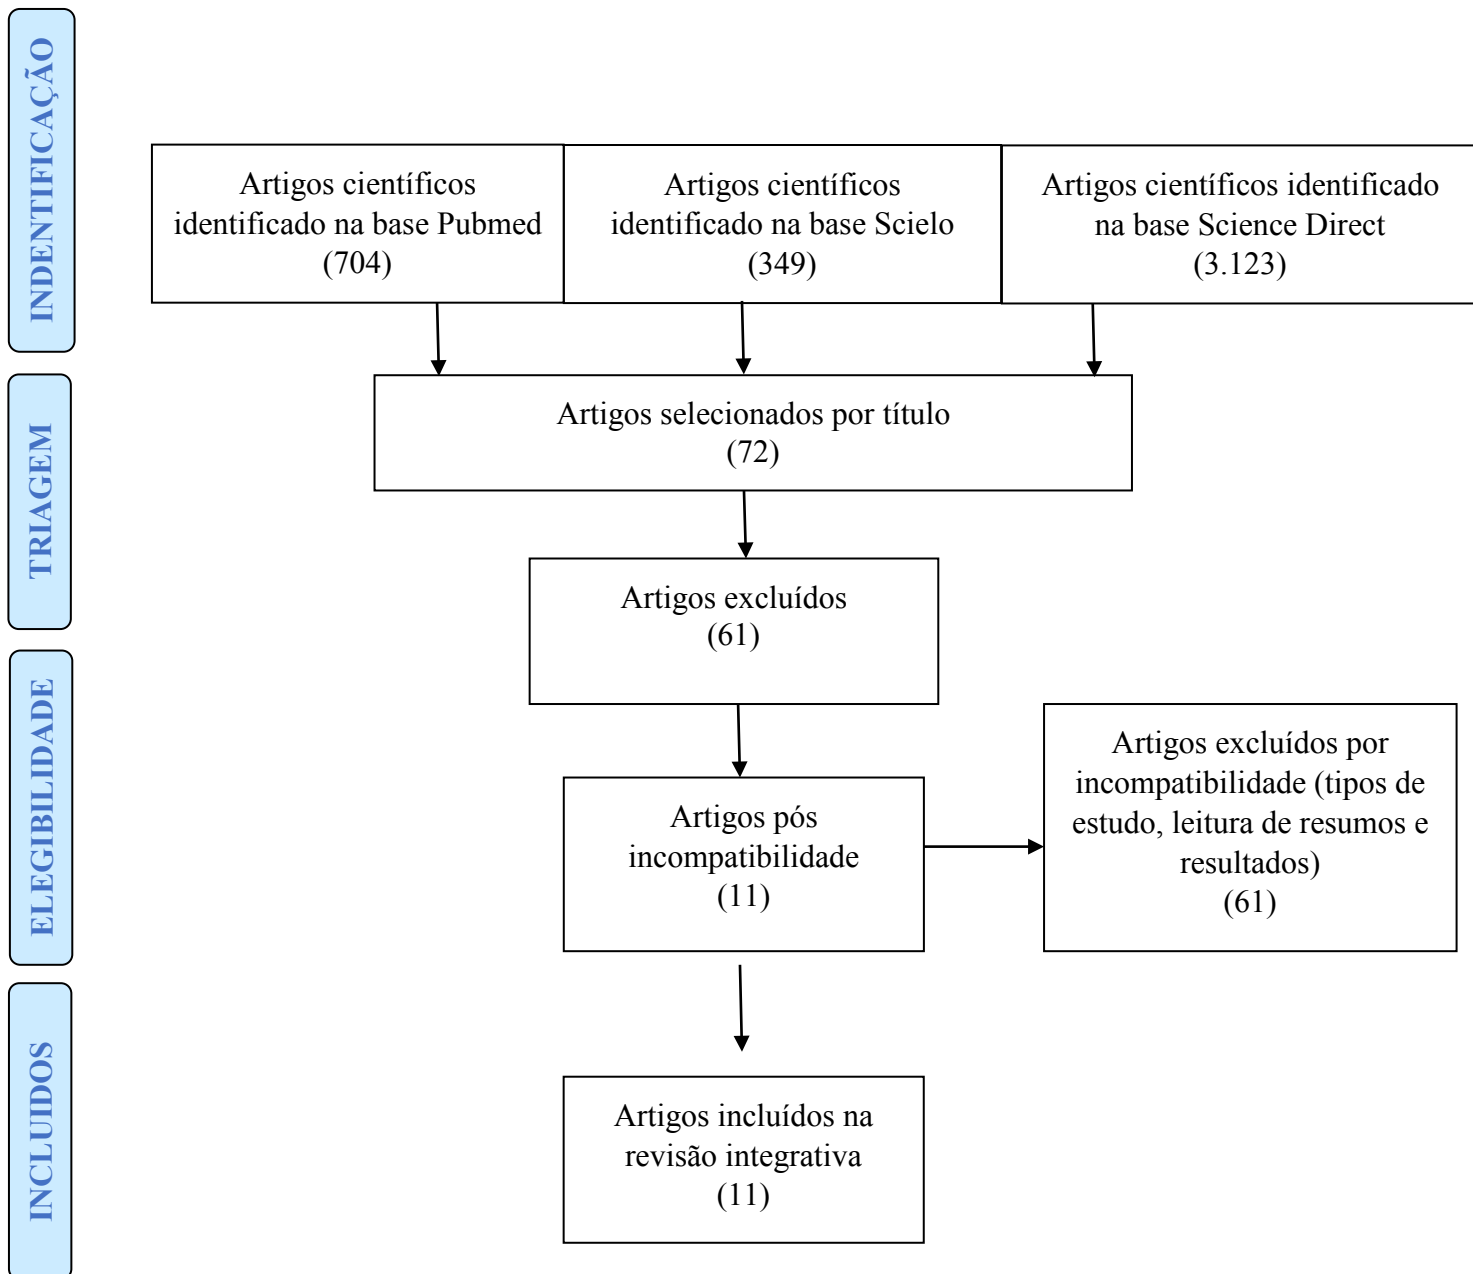 INDENTIFICAÇÃO
Artigos científicos
identificado na base Pubmed
(704)
Artigos científicos
identificado na base Scielo
(349)
Artigos científicos identificado
na base Science Direct
(3.123)
TRIAGEM
Artigos selecionados por título
(72)
Artigos excluídos
(61)
ELEGIBILIDADE
Artigos pós
incompatibilidade
(11)
Artigos excluídos por
incompatibilidade (tipos de
estudo, leitura de resumos e
resultados)
(61)
INCLUIDOS
Artigos incluídos na
revisão integrativa
(11)